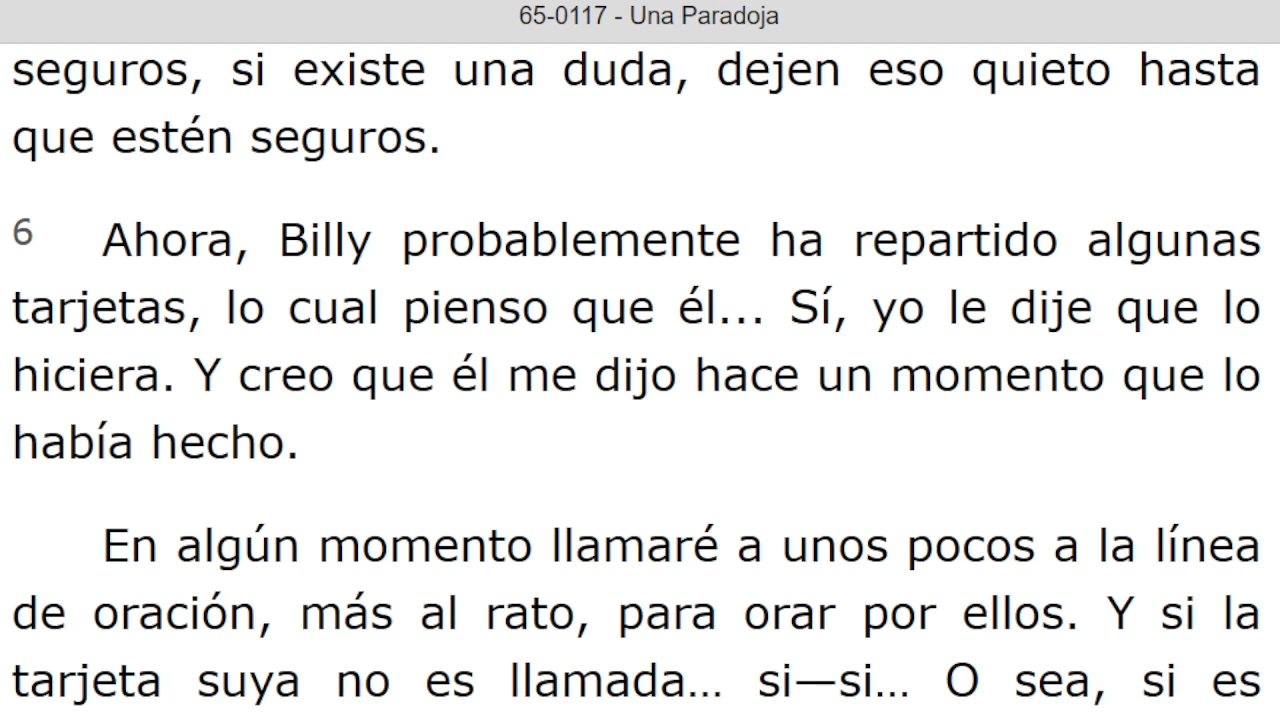 65-0117 - Una Paradoja
seguros, si existe una duda, dejen eso quieto hasta
que estén seguros.
6 Ahora, Billy probablemente ha repartido algunas
tarjetas, lo cual pienso que él... Sí, yo le dije que lo
hiciera. Y creo que él me dijo hace un momento que lo
había hecho.
En algún momento llamaré a unos pocos a la línea
de oración, más al rato, para orar por ellos. Y si la
tarjeta suya no es llamada... si—si... O sea, si es